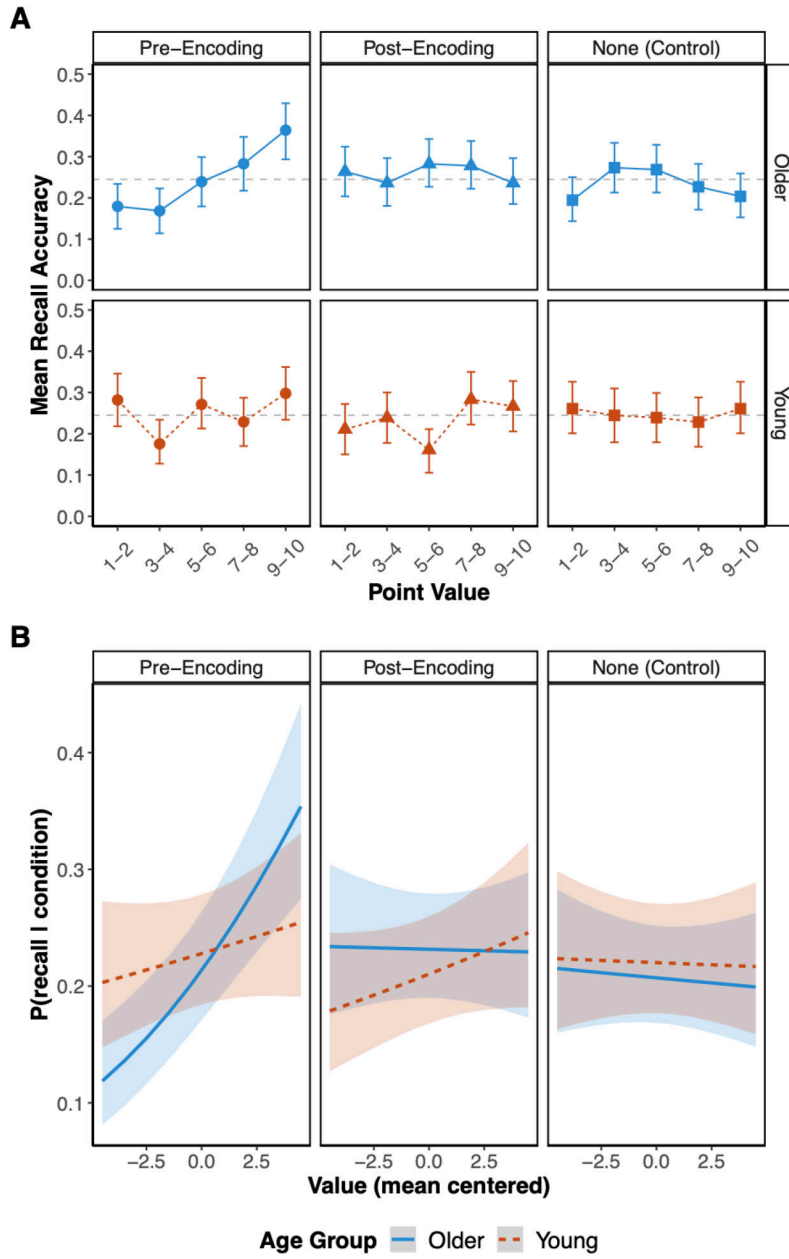 A
Pre−Encoding Post−Encoding None (Control)
0.5
0.4
0.3
0.2
0.1
0.0
Older
0.5
0.4
0.3
0.2
0.1
0.0
Young
Mean Recall Accuracy
1−2 3−4 5−6 7−8 9−10 1−2 3−4 5−6 7−8 9−10 1−2 3−4 5−6 7−8 9−10
Point Value
B
Pre−Encoding Post−Encoding None (Control)
0.4
0.3
0.2
0.1
P(recall | condition)
−2.5 0.0 2.5 −2.5 0.0 2.5 −2.5 0.0 2.5
Value (mean centered)
Age Group Older Young